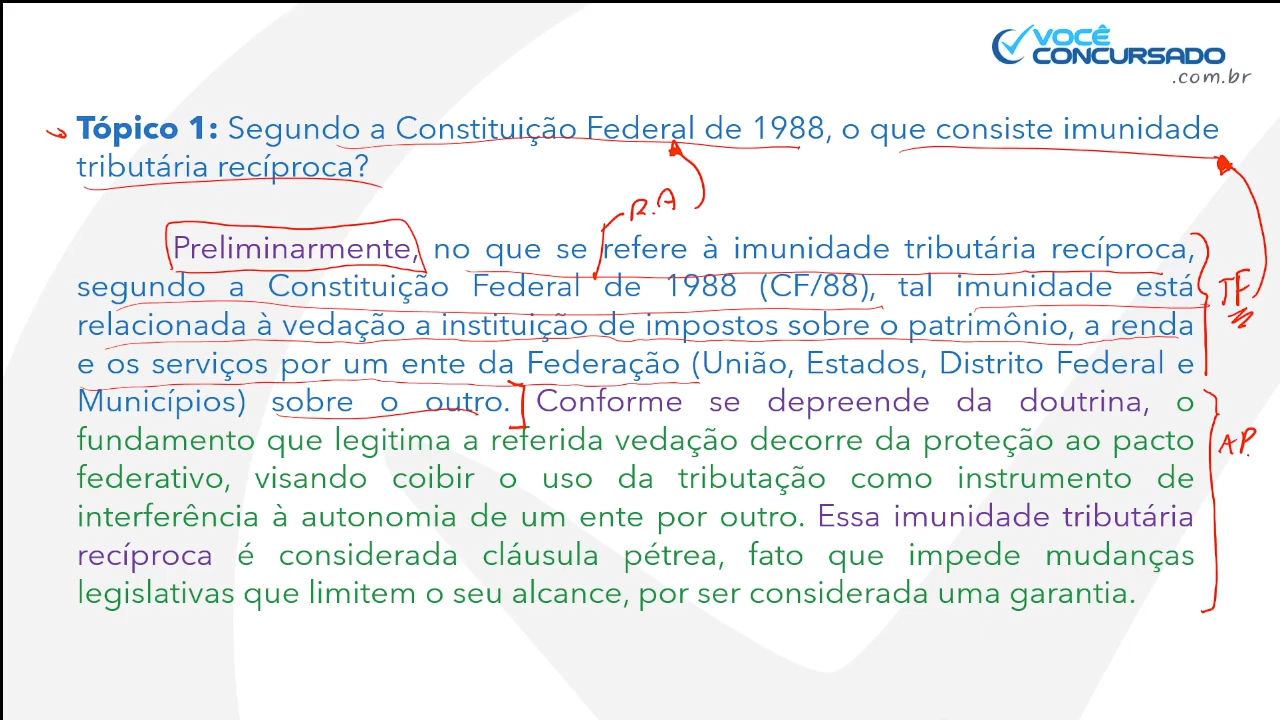 VOCÊ
CONCURSADO
.com.br
Tópico 1: Segundo a Constituição Federal de 1988, o que consiste imunidade
tributária recíproca?
R.A
Preliminarmente, no que se refere à imunidade tributária recíproca,
segundo a Constituição Federal de 1988 (CF/88), tal imunidade está
relacionada à vedação a instituição de impostos sobre o patrimônio, a renda
e os serviços por um ente da Federação (União, Estados, Distrito Federal e
Municípios) sobre o outro. Conforme se depreende da doutrina, o
fundamento que legitima a referida vedação decorre da proteção ao pacto
federativo, visando coibir o uso da tributação como instrumento de
interferência à autonomia de um ente por outro. Essa imunidade tributária
recíproca é considerada cláusula pétrea, fato que impede mudanças
legislativas que limitem o seu alcance, por ser considerada uma garantia.
TF
AP.